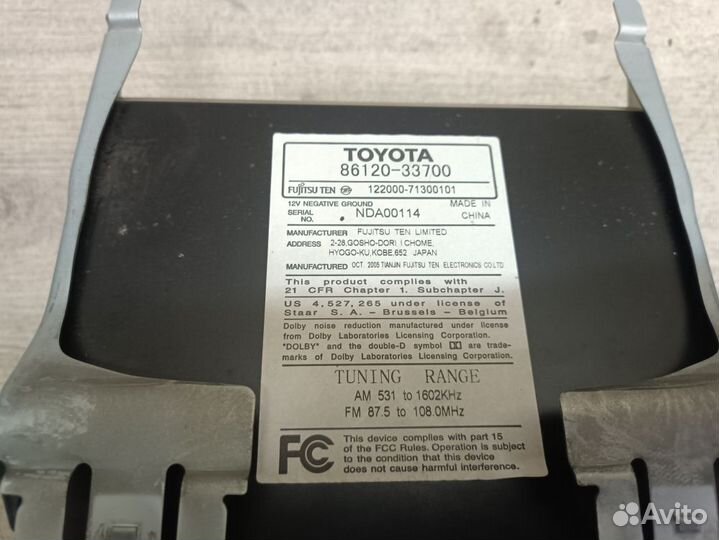 TOYOTA
86120-33700
FUJITSU TEN 122000-71300101
12V NEGATIVE GROUND
SERIAL NO. NDA00114
MADE IN CHINA
MANUFACTURER FUJITSU TEN LIMITED
ADDRESS 2-28,GOSHO-DORI I CHOME,
HYOGO-KU,KOBE,652 JAPAN
MANUFACTURED OCT. 2005 TIANJIN FUJITSU TEN ELECTRONICS CO.LTD
This product complies with
21 CFR Chapter 1. Subchapter J.
US 4,527,265 under license of
Staar S. A. – Brussels – Belgium
Dolby noise reduction manufactured under license
from Dolby Laboratories Licensing Corporation.
"DOLBY" and the double-D symbol are trade-
marks of Dolby Laboratories Licensing Corporation.
TUNING RANGE
AM 531 to 1602KHz
FM 87.5 to 108.0MHz
FC This device complies with part 15
of the FCC Rules. Operation is subject
to the condition that this device
does not cause harmful interference.
Avito